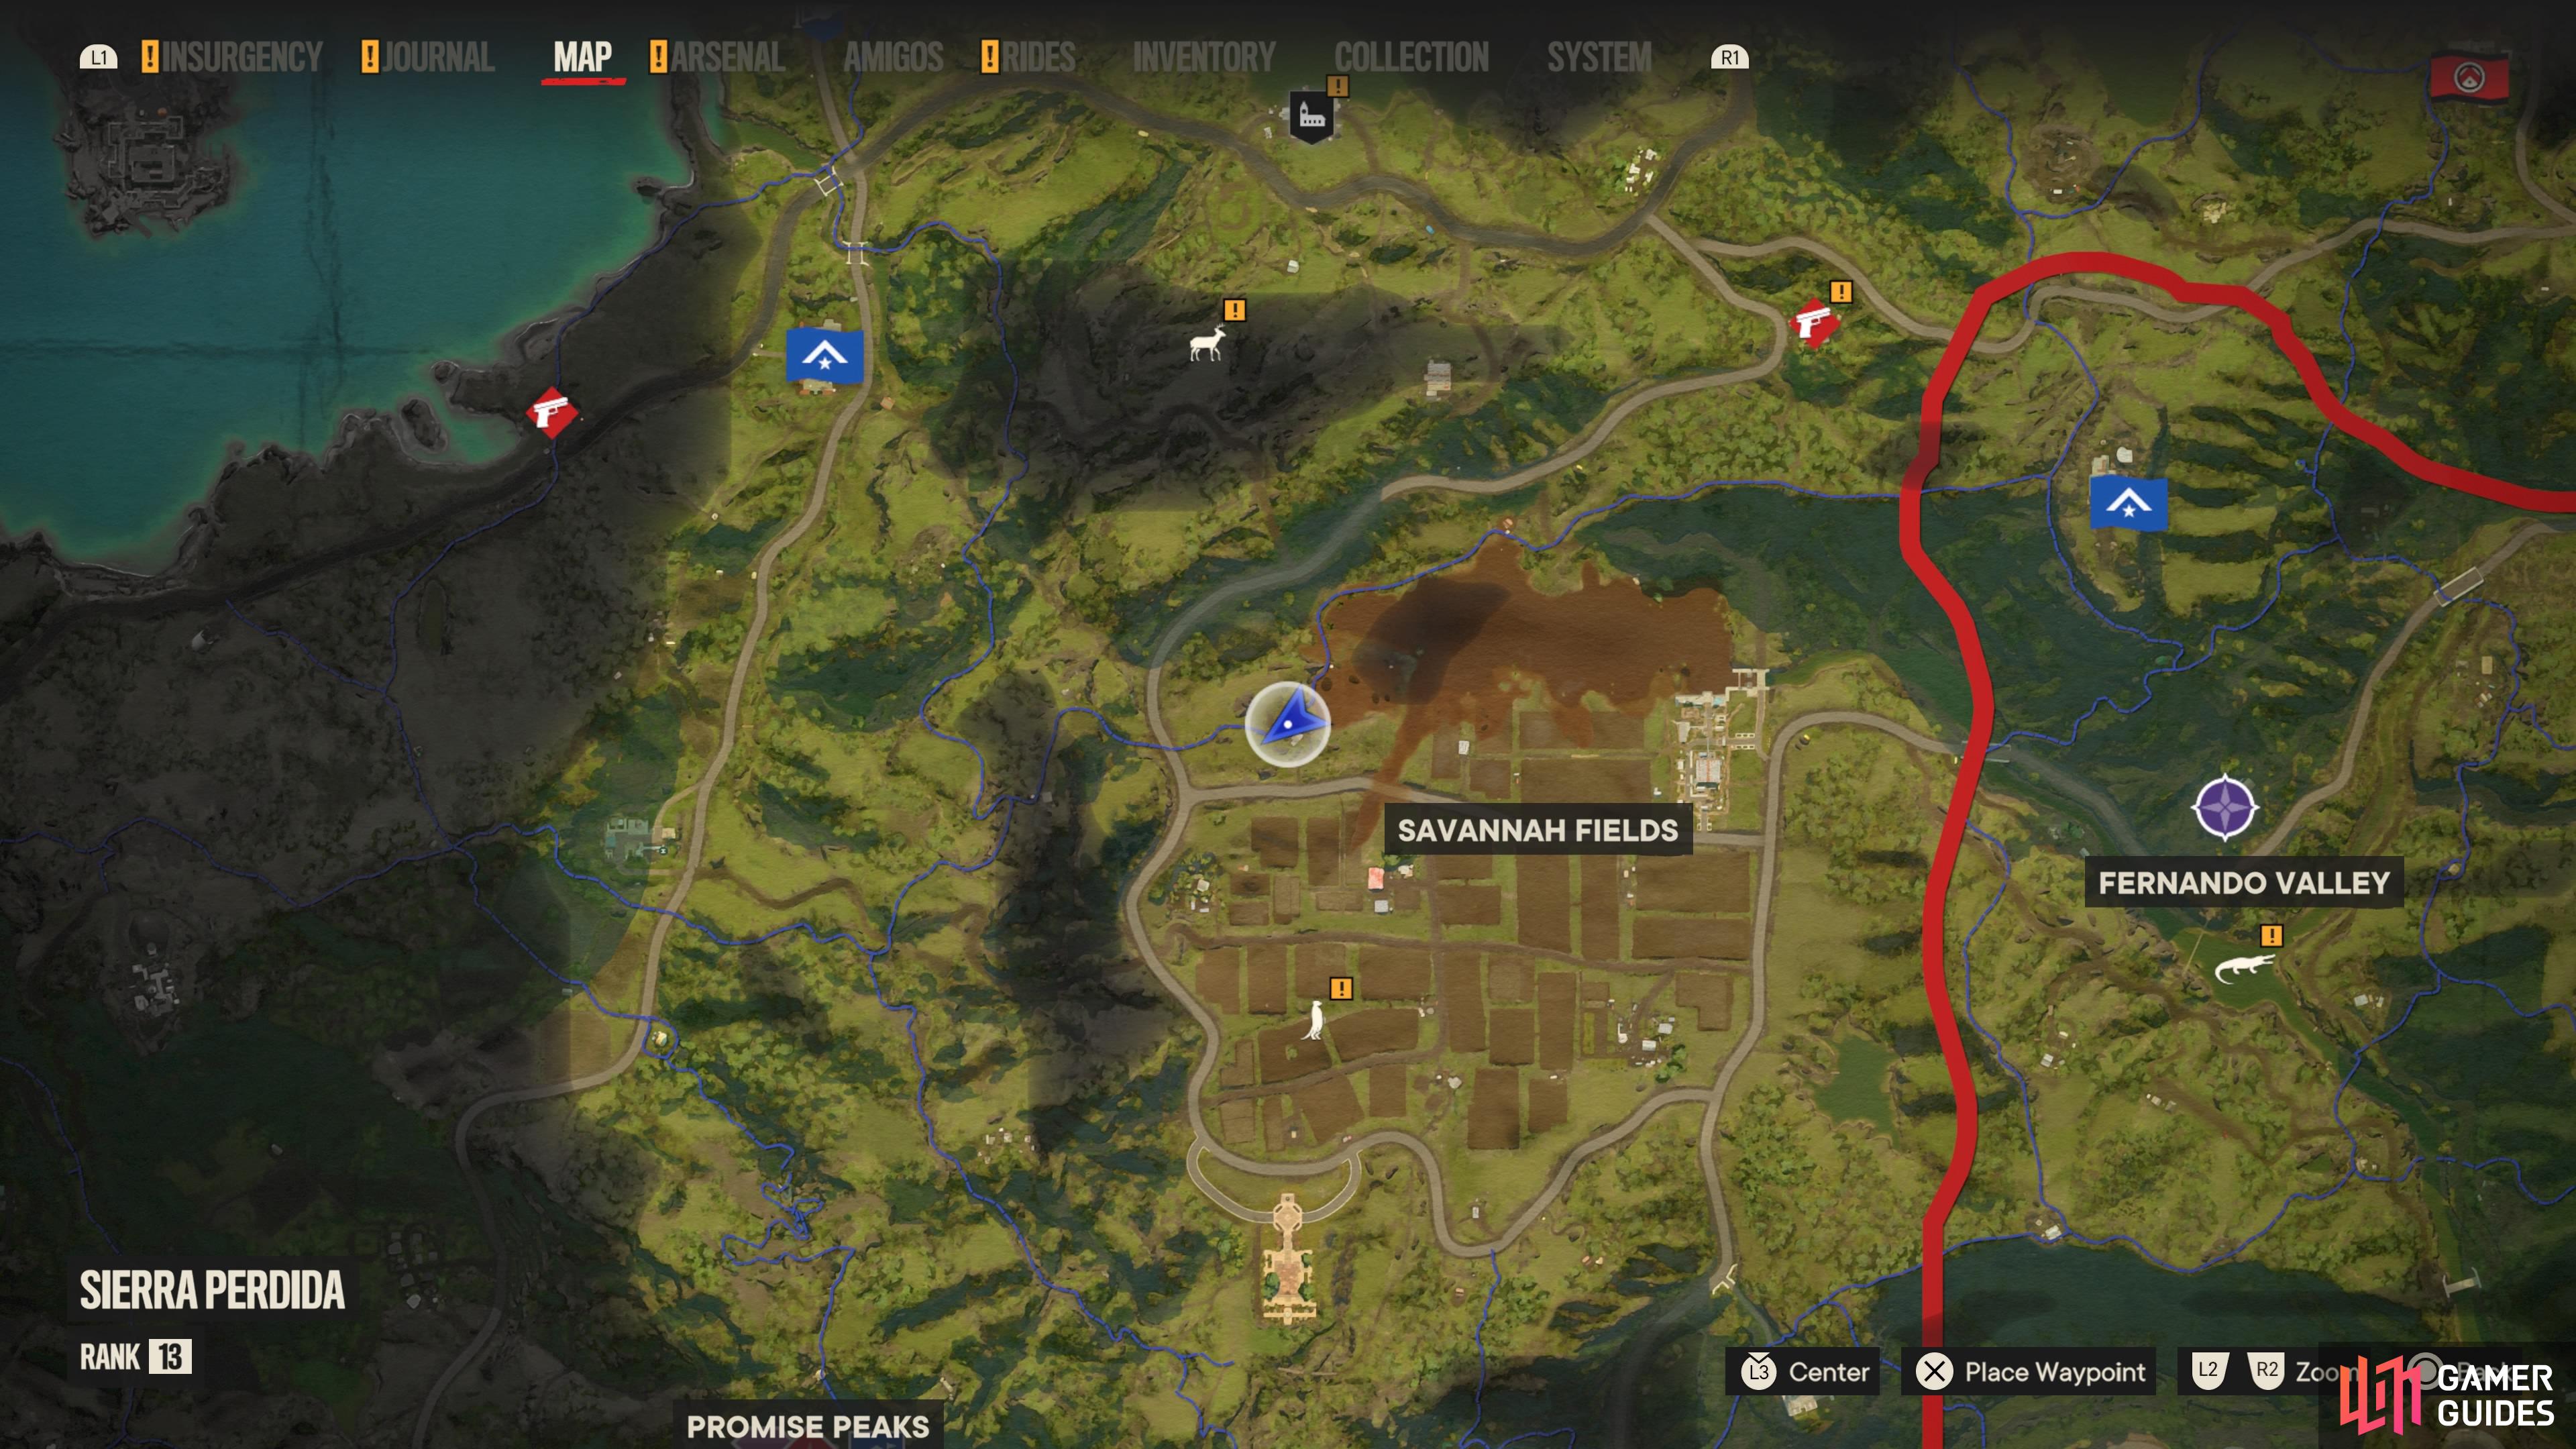 L1 ! INSURGENCY ! JOURNAL MAP ! ARSENAL AMIGOS ! RIDES INVENTORY COLLECTION SYSTEM R1
!
!
!
SAVANNAH FIELDS
FERNANDO VALLEY
!
!
SIERRA PERDIDA
RANK 13
L3 Center X Place Waypoint L2 R2
PROMISE PEAKS
GAMER
GUIDES